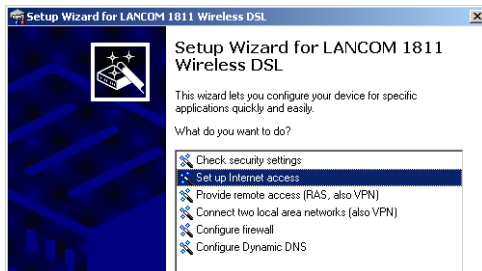 Setup Wizard for LANCOM 1811 Wireless DSL
Setup Wizard for LANCOM 1811
Wireless DSL
This wizard lets you configure your device for specific
applications quickly and easily.
What do you want to do?
Check security settings
Set up Internet access
Provide remote access (RAS, also VPN)
Connect two local area networks (also VPN)
Configure firewall
Configure Dynamic DNS